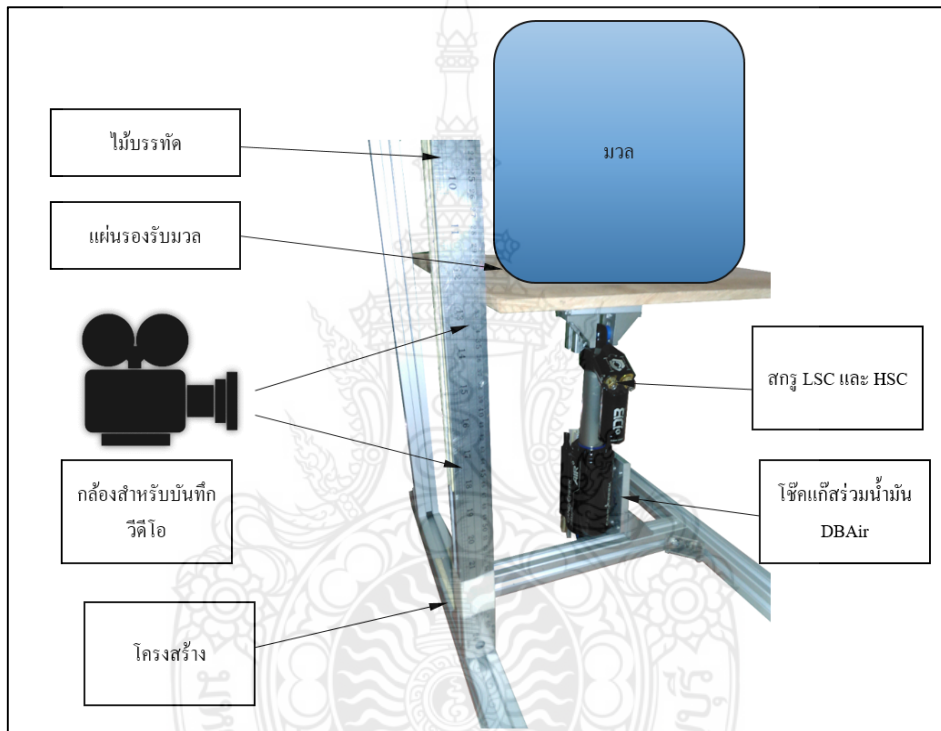 ไม้บรรทัด
มวล
แผ่นรองรับมวล
สกรู LSC และ HSC
กล้องสำหรับบันทึก
วีดีโอ
โช๊คแก๊สร่วมน้ำมัน
DBAir
โครงสร้าง